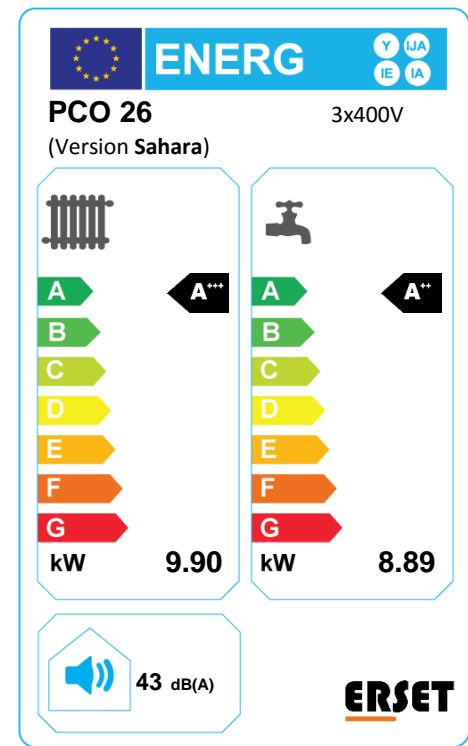 ENERG Y IJA
IE IA
PCO 26 3x400V
(Version Sahara)
A A+++
B
C
D
E
F
G
kW 9.90
A A++
B
C
D
E
F
G
kW 8.89
43 dB(A)
ERSET